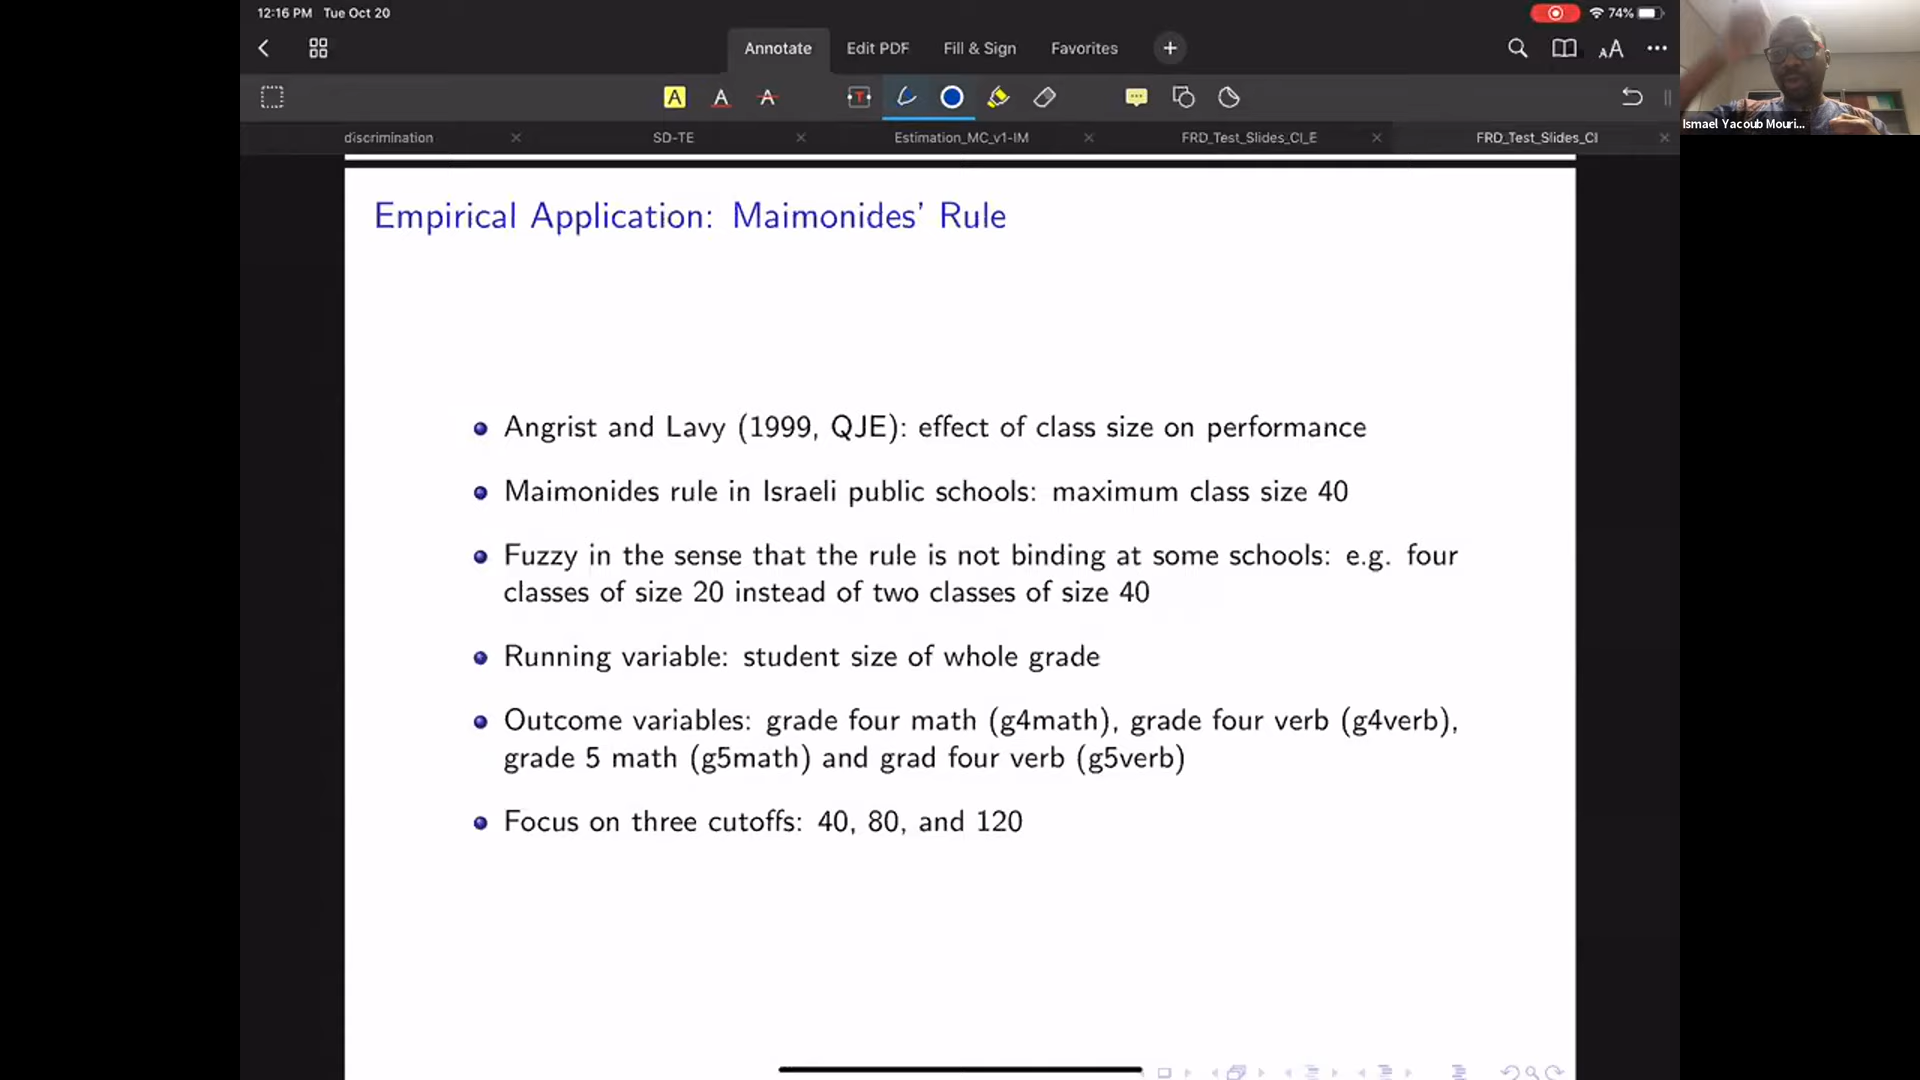 12:16 PM Tue Oct 20
74%
Annotate Edit PDF Fill & Sign Favorites +
AA
A A A T
discrimination SD-TE Estimation_MC_v1-IM FRD_Test_Slides_CI_E FRD_Test_Slides_CI
Ismael Yacoub Mouri...
Empirical Application: Maimonides' Rule
Angrist and Lavy (1999, QJE): effect of class size on performance
Maimonides rule in Israeli public schools: maximum class size 40
Fuzzy in the sense that the rule is not binding at some schools: e.g. four
classes of size 20 instead of two classes of size 40
Running variable: student size of whole grade
Outcome variables: grade four math (g4math), grade four verb (g4verb),
grade 5 math (g5math) and grad four verb (g5verb)
Focus on three cutoffs: 40, 80, and 120